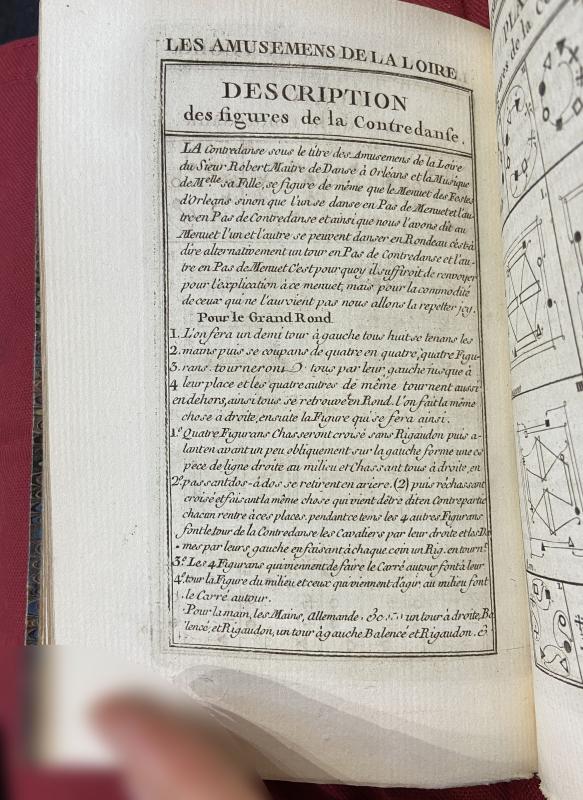 LES AMUSEMENS DE LA LOIRE
DESCRIPTION
des figures de la Contredanse.
LA Contredanse sous le titre des Amusemens de la Loire
du Sieur Robert Maitre de Danse à Orléans et la Musique
de M.elle sa Fille, se figure de même que le Menuet des Festes
d'Orleans sinon que l'un se danse en Pas de Menuet et l'au
tre en Pas de Contredanse et ainsi que nous l'avons dit au
Menuet l'un et l'autre se peuvent danser en Rondeau c'est à
dire alternativement un tour en Pas de Contredanse et l'au-
tre en Pas de Menuet C'est pour quoy il suffiroit de renvoyer
pour l'explication à ce menuet, mais pour la commodité
de ceux qui ne l'auroient pas nous allons la repetter icy.
Pour le Grand Rond
1. L'on fera un demi tour à gauche tous huit se tenans les
2. mains puis se coupans de quatre en quatre, quatre Figu-
3. rans tourneront tous par leur gauche jusque à
4 leur place et les quatre autres de même tournent aussi
en dehors, ainsi tous se retrouvent en Rond. l'on fait la même
chose à droite, ensuite la Figure qui se fera ainsi.
1.º Quatre Figurans Chasseront croisé sans Rigaudon puis a-
lant en avant un peu obliquement sur la gauche forme une es
pece de ligne droite au milieu et Chassant tous à droite, en
2.º passant dos-à dos se retirent en ariere. (2) puis rechassant
croisé et faisant la même chose qui vient d'être dit en Contrepartie
chacun rentre à ces places. pendant ce tems les 4 autres Figurans
font le tour de la Contredanse les Cavaliers par leur droite et les Da
mes par leurs gauche en faisant à chaque coin un Rig. en tournt.
3.º Les 4 Figurans qui viennent de faire le Carré autour font à leur
4.º tour la Figure du milieu et ceux qui viennent d'agir au milieu font
le Carré autour.
Pour la main, les Mains, Allemande un tour à droite, Ba
lencé, et Rigaudon, un tour à gauche Balencé et Rigaudon. &